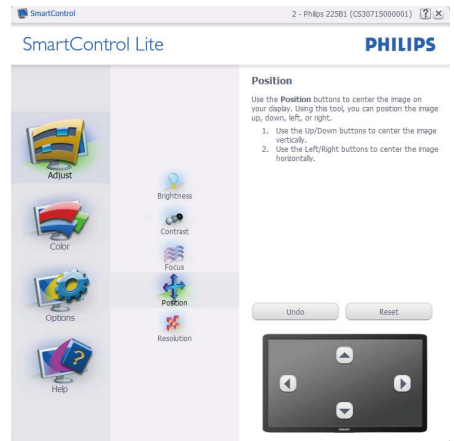 SmartControl
2 - Philips 225B1 (CS30715000001)
? ×
SmartControl Lite
PHILIPS
Adjust
Color
Options
Help
Brightness
Contrast
Focus
Position
Resolution
Position
Use the Position buttons to center the image on
your display. Using this tool, you can position the image
up, down, left, or right.
1. Use the Up/Down buttons to center the image
vertically.
2. Use the Left/Right buttons to center the image
horizontally.
Undo
Reset
PHILIPS